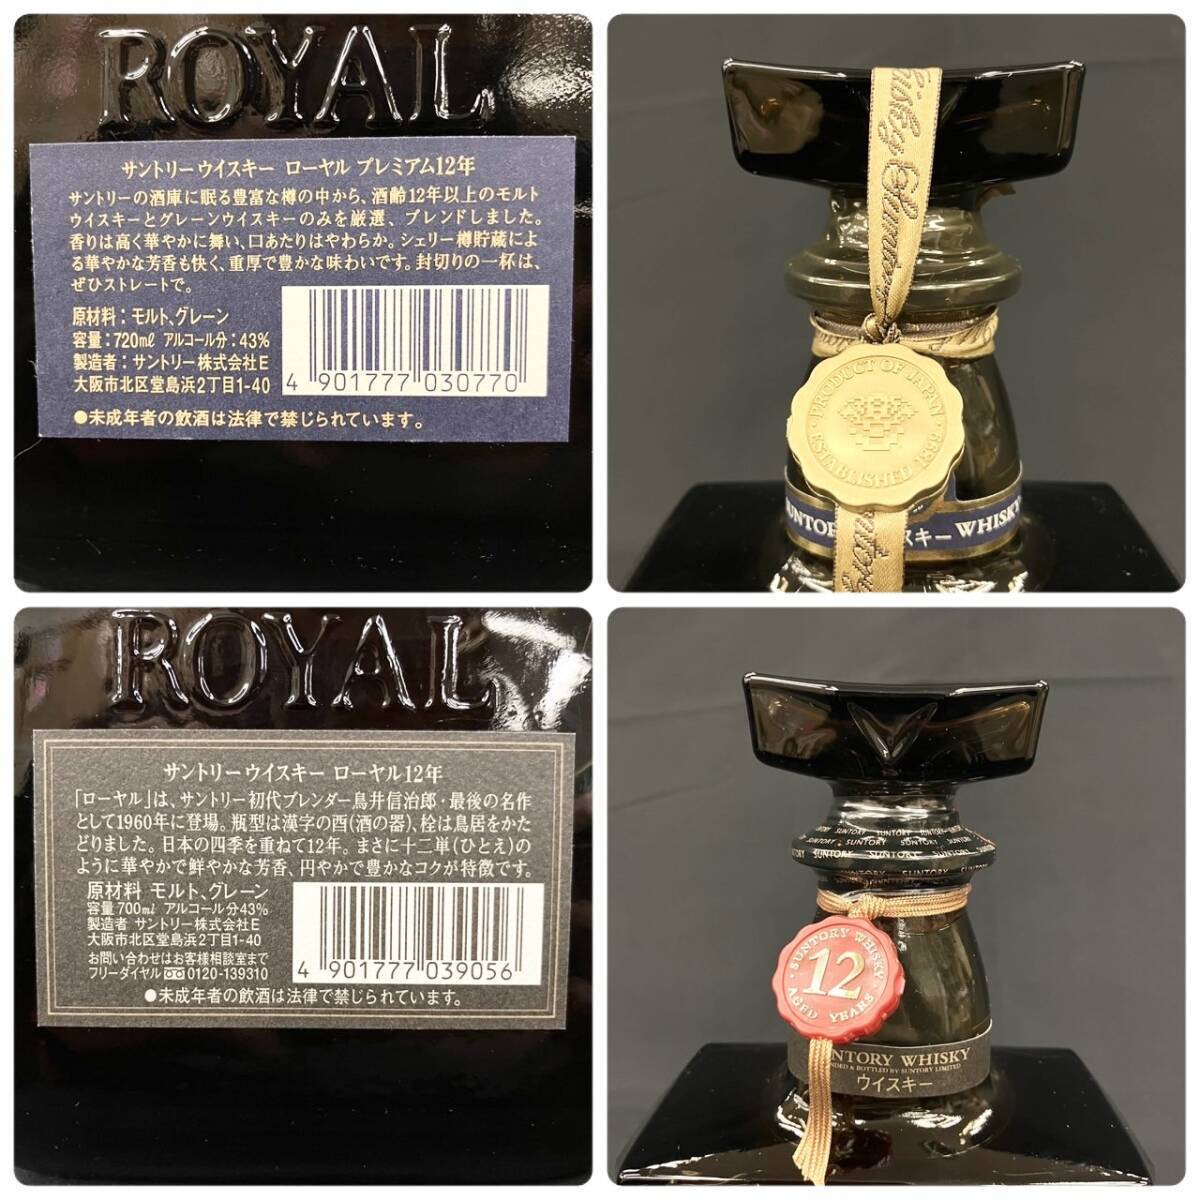 ROYAL
サントリーウイスキー ローヤル プレミアム12年
サントリーの酒庫に眠る豊富な樽の中から、酒齢12年以上のモルト
ウイスキーとグレーンウイスキーのみを厳選、ブレンドしました。
香りは高く華やかに舞い、口あたりはやわらか。シェリー樽貯蔵によ
る華やかな芳香も快く、重厚で豊かな味わいです。封切りの一杯は、
ぜひストレートで。
原材料：モルト、グレーン
容量：720㎖ アルコール分：43%
製造者：サントリー株式会社E
大阪市北区堂島浜2丁目1-40
4 901777 030770
●未成年者の飲酒は法律で禁じられています。
PRODUCT OF JAPAN
ESTABLISHED 1899
SUNTORY スキー WHISKY
ROYAL
サントリーウイスキー ローヤル12年
「ローヤル」は、サントリー初代ブレンダー鳥井信治郎・最後の名作
として1960年に登場。瓶型は漢字の酉(酒の器)、栓は鳥居をかた
どりました。日本の四季を重ねて12年。まさに十二単(ひとえ)の
ように華やかで鮮やかな芳香、円やかで豊かなコクが特徴です。
原材料 モルト、グレーン
容量700㎖ アルコール分43%
製造者 サントリー株式会社E
大阪市北区堂島浜2丁目1-40
お問い合わせはお客様相談室まで
フリーダイヤル 0120-139310
4 901777 039056
●未成年者の飲酒は法律で禁じられています。
SUNTORY SUNTORY SUNTORY
SUNTORY SUNTORY SUNTORY
SUNTORY SUNTORY SUNTORY
SUNTORY WHISKY
12
AGED YEARS
UNTORY WHISKY
NDED & BOTTLED BY SUNTORY LIMITED
ウイスキー